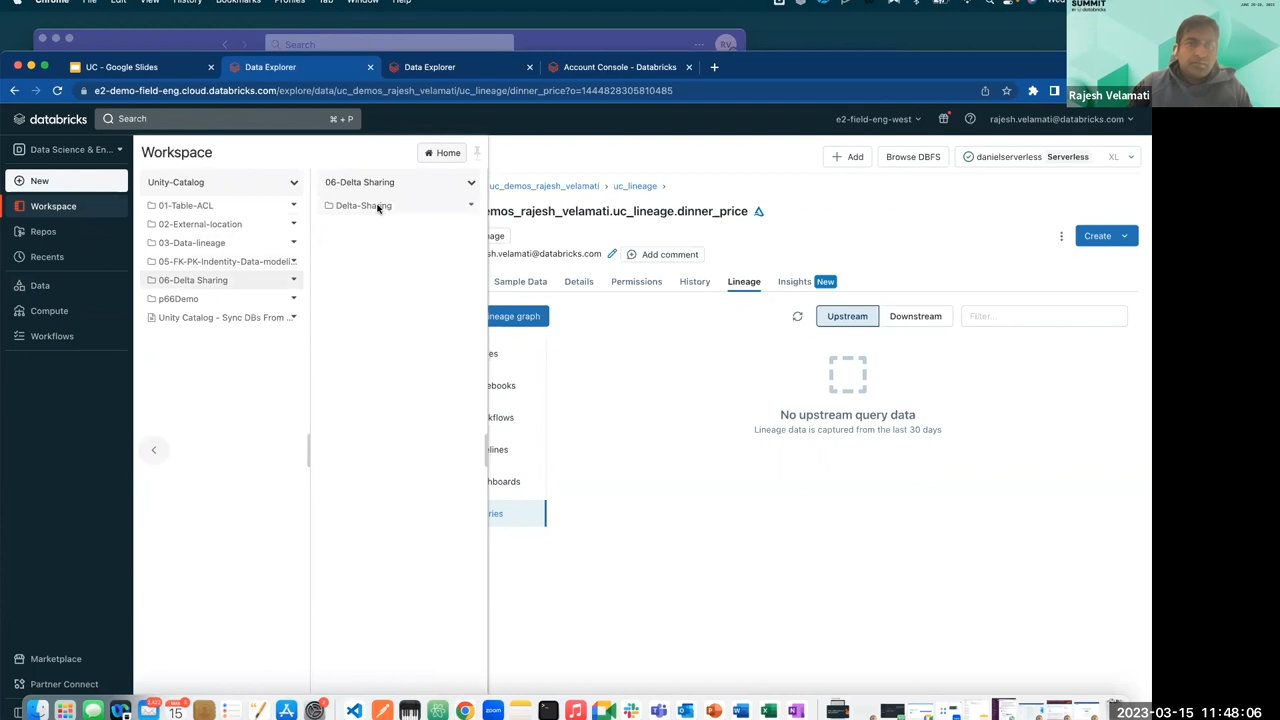 Chrome File Edit View History Bookmarks Profiles Tab Window Help
SUMMIT
BY databricks
Search
RV
UC - Google Slides
Data Explorer
Data Explorer
Account Console - Databricks
e2-demo-field-eng.cloud.databricks.com/explore/data/uc_demos_rajesh_velamati/uc_lineage/dinner_price?o=1444828305810485
Rajesh Velamati
databricks
Search
⌘ + P
e2-field-eng-west
rajesh.velamati@databricks.com
Data Science & En...
New
Workspace
Repos
Recents
Data
Compute
Workflows
Marketplace
Partner Connect
Workspace
Home
Unity-Catalog
01-Table-ACL
02-External-location
03-Data-lineage
05-FK-PK-Indentity-Data-modeli...
06-Delta Sharing
p66Demo
Unity Catalog - Sync DBs From ...
06-Delta Sharing
Delta-Sharing
Add
Browse DBFS
danielserverless Serverless XL
uc_demos_rajesh_velamati > uc_lineage >
emos_rajesh_velamati.uc_lineage.dinner_price
age
Create
sh.velamati@databricks.com
Add comment
Sample Data
Details
Permissions
History
Lineage
Insights New
ineage graph
Upstream
Downstream
Filter...
es
ebooks
kflows
elines
hboards
ries
No upstream query data
Lineage data is captured from the last 30 days
2023-03-15 11:48:06